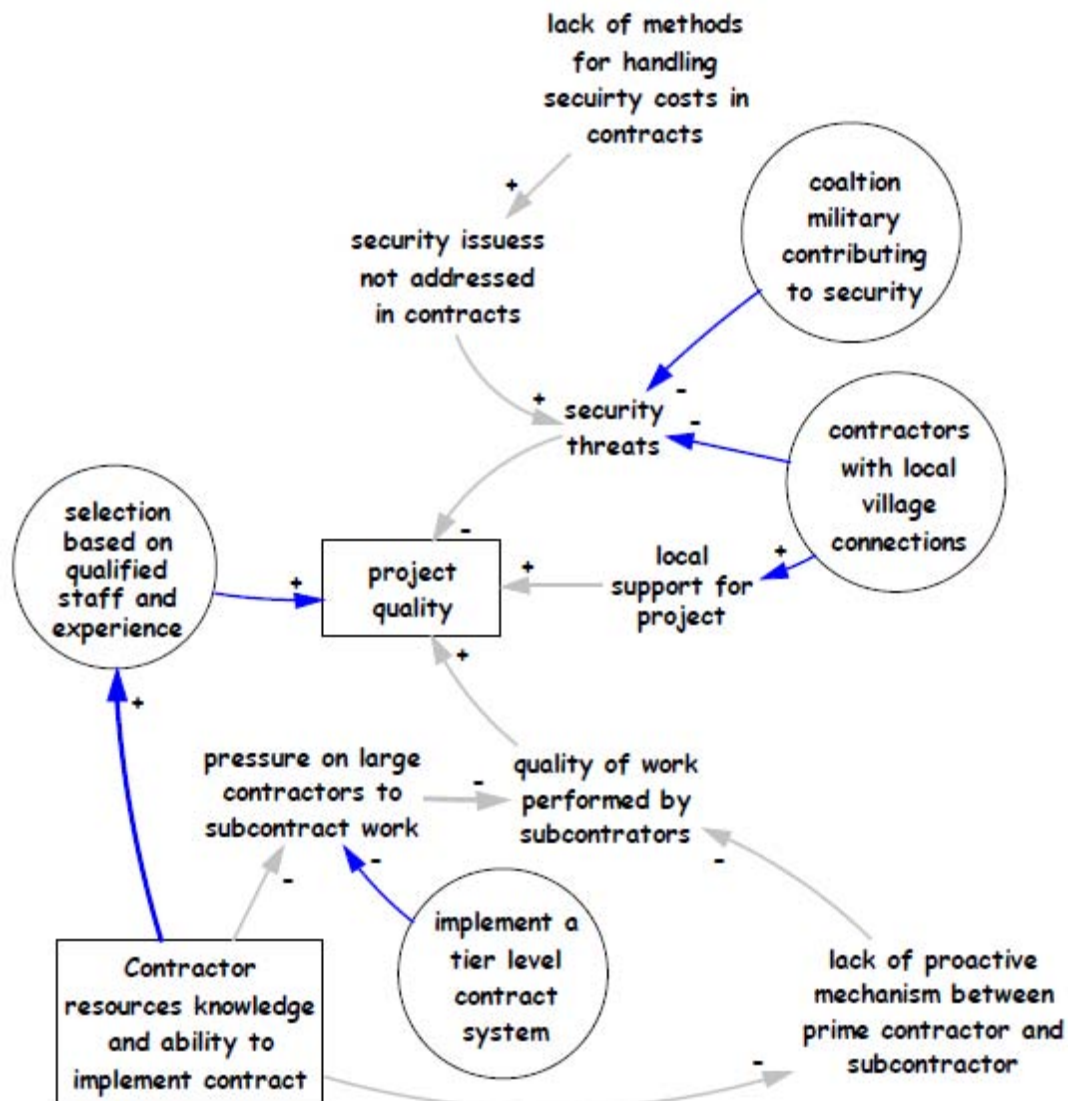 lack of methods
for handling
secuirty costs in
contracts
+
coaltion
military
contributing
to security
security issuess
not addressed
in contracts
-
+
security
threats
-
contractors
with local
village
connections
selection
based on
qualified
staff and
experience
+
-
project
quality
+
local
support for
project
+
+
+
pressure on large
contractors to
subcontract work
-
quality of work
performed by
subcontrators
-
-
-
implement a
tier level
contract
system
Contractor
resources knowledge
and ability to
implement contract
lack of proactive
mechanism between
prime contractor and
subcontractor
-